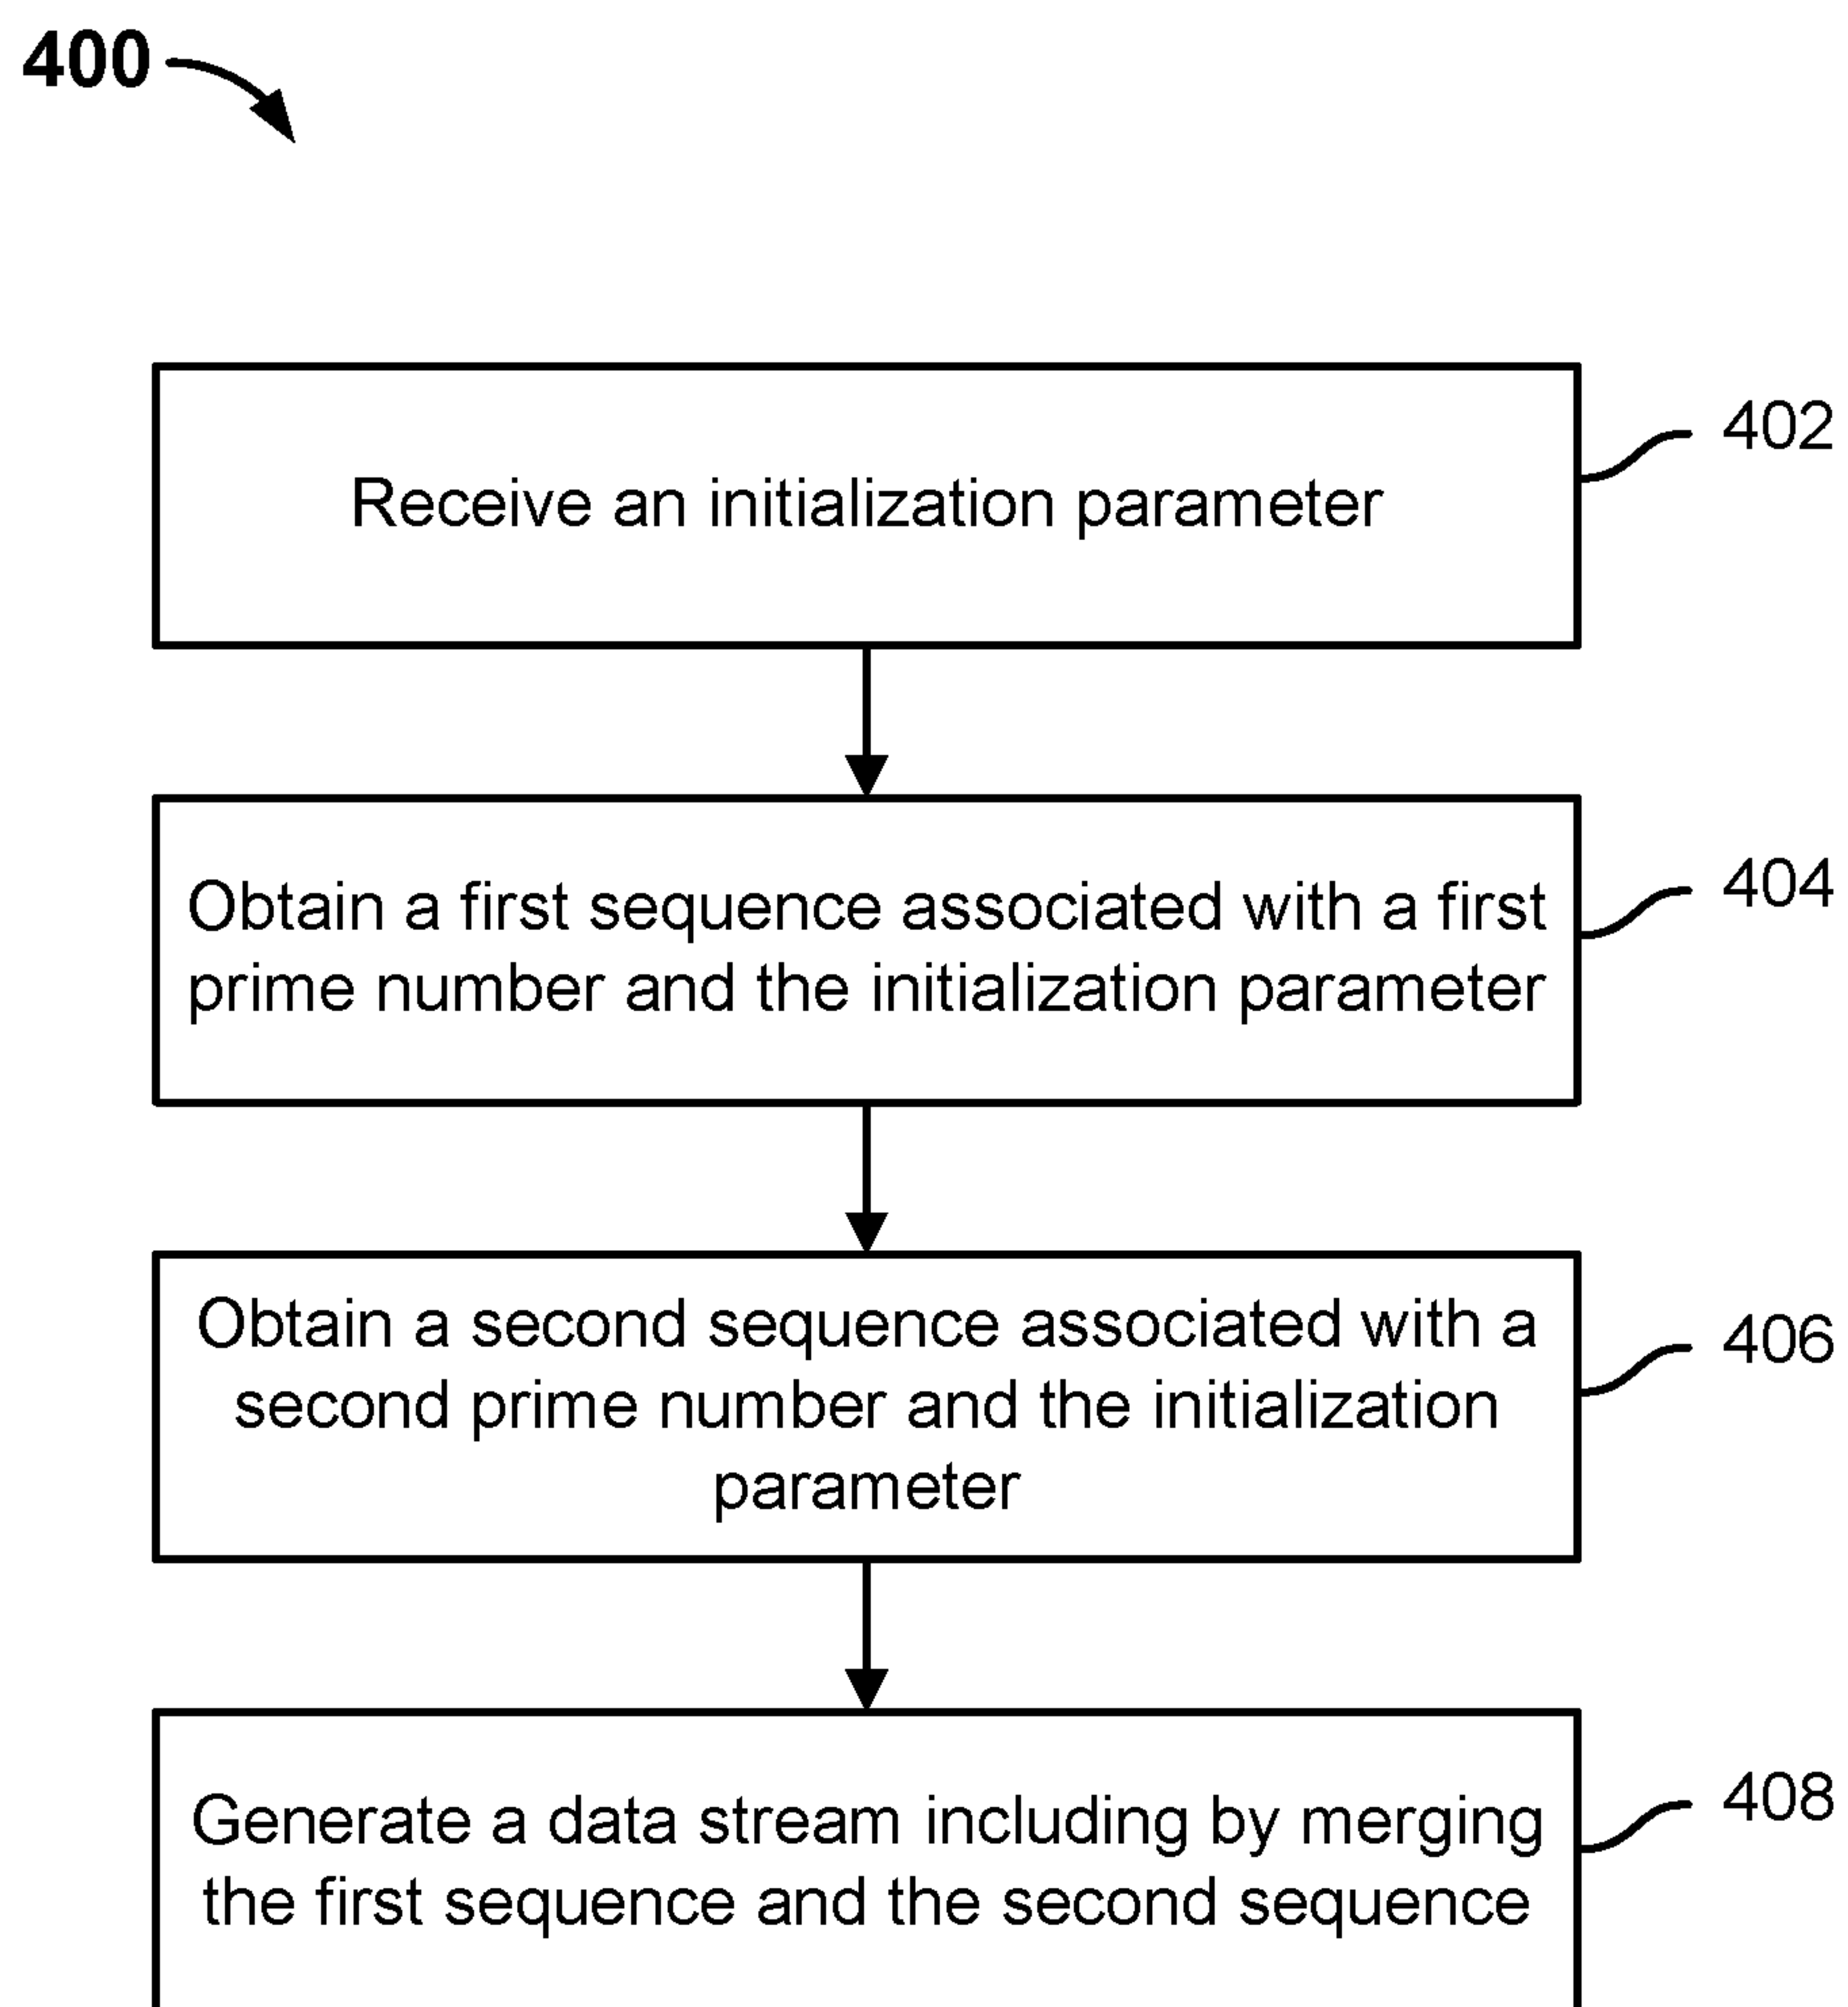 400
Receive an initialization parameter
402
Obtain a first sequence associated with a first
prime number and the initialization parameter
404
Obtain a second sequence associated with a
second prime number and the initialization
parameter
406
Generate a data stream including by merging
the first sequence and the second sequence
408